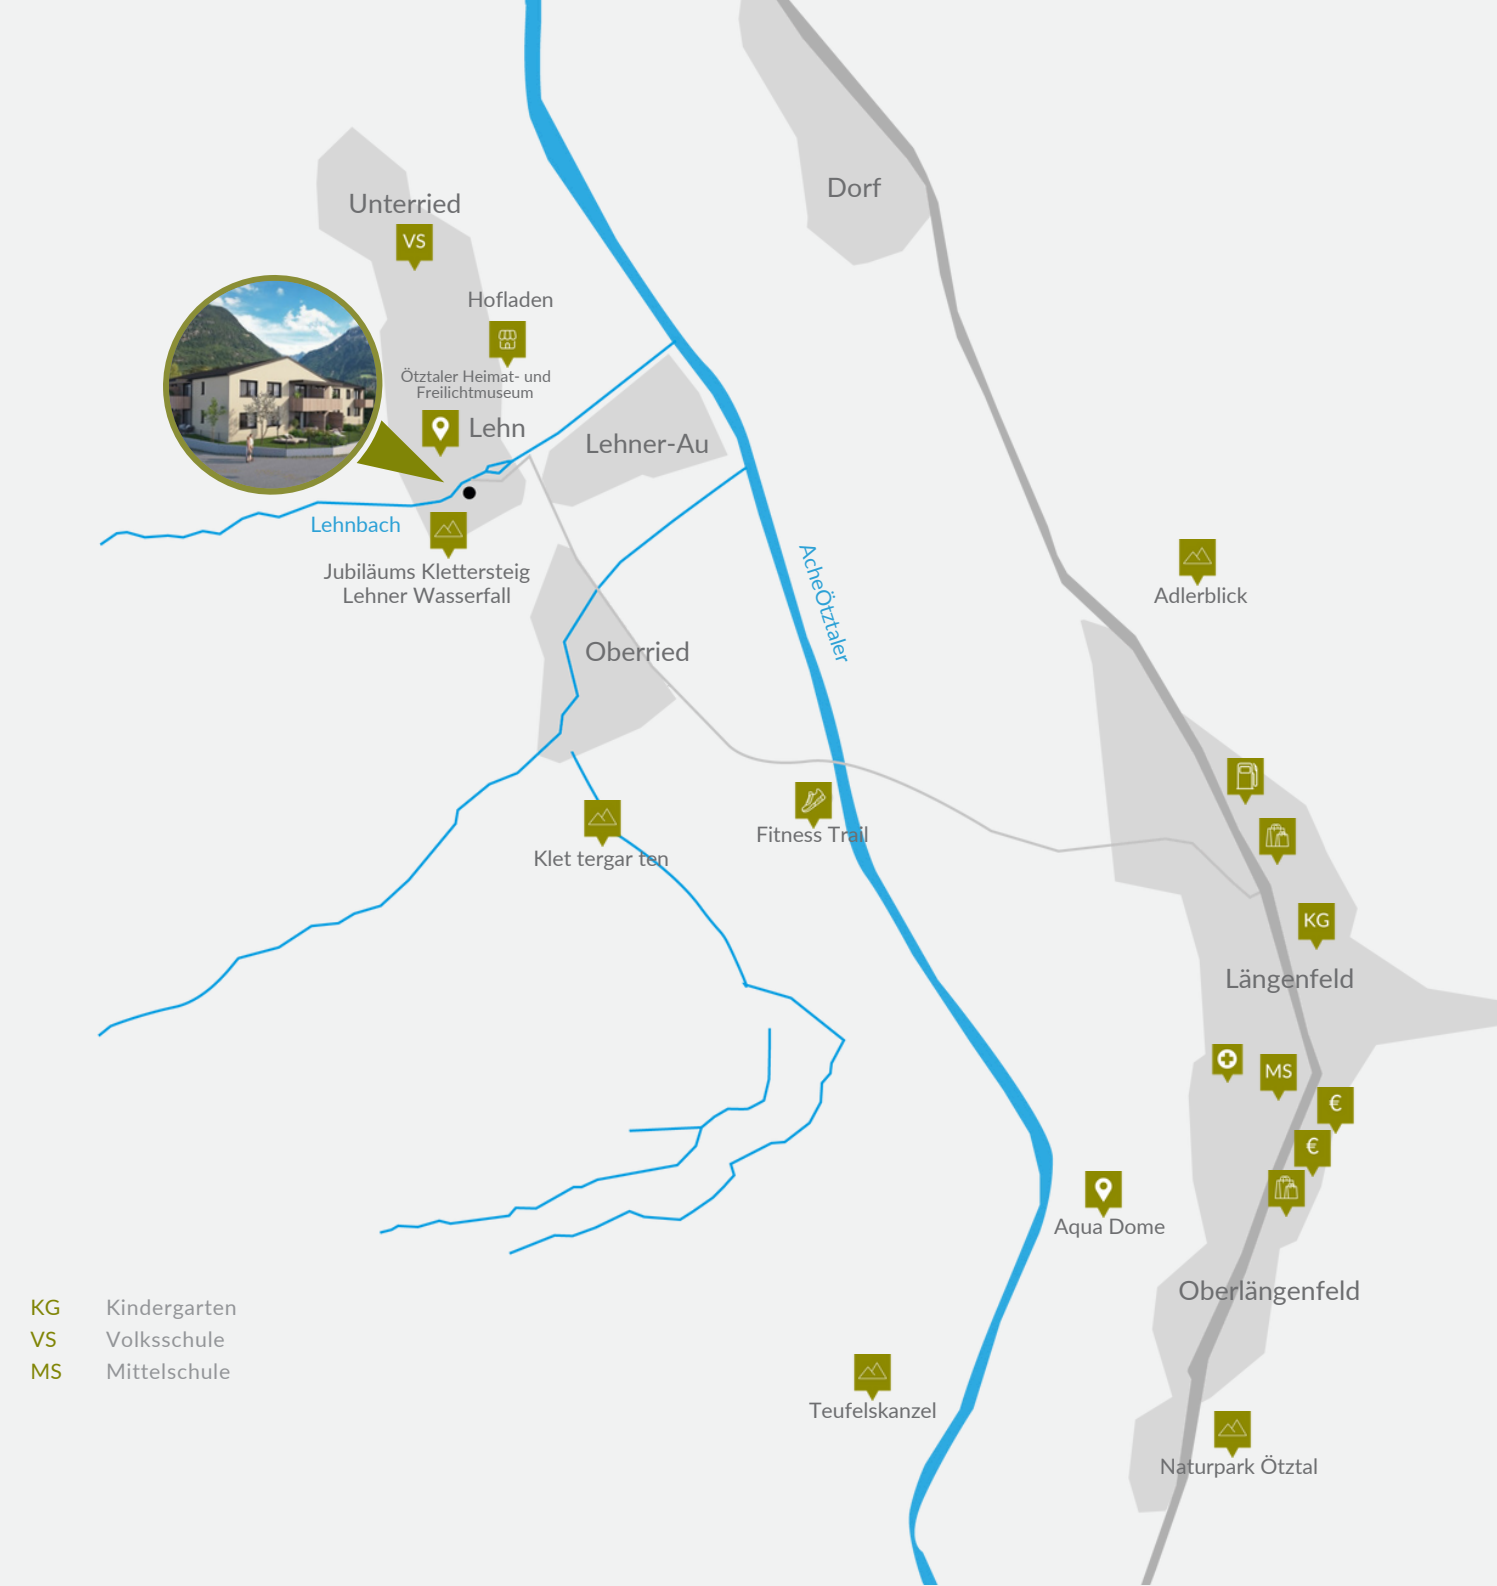 Dorf
Unterried
VS
Hofladen
Ötztaler Heimat- und
Freilichtmuseum
Lehn
Lehner-Au
Lehnbach
Jubiläums Klettersteig
Lehner Wasserfall
AcheÖtztaler
Adlerblick
Oberried
Fitness Trail
Klet tergar ten
KG
Längenfeld
MS
€
€
Aqua Dome
Oberlängenfeld
KG Kindergarten
VS Volksschule
MS Mittelschule
Teufelskanzel
Naturpark Ötztal